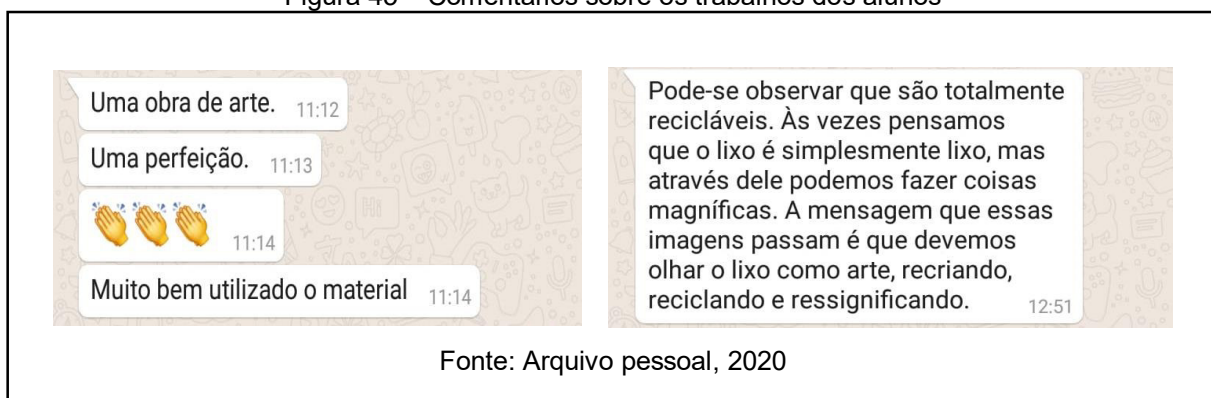 Uma obra de arte. 11:12
Uma perfeição. 11:13
11:14
Muito bem utilizado o material 11:14
Pode-se observar que são totalmente
recicláveis. Às vezes pensamos
que o lixo é simplesmente lixo, mas
através dele podemos fazer coisas
magníficas. A mensagem que essas
imagens passam é que devemos
olhar o lixo como arte, recriando,
reciclando e ressignificando. 12:51
Fonte: Arquivo pessoal, 2020